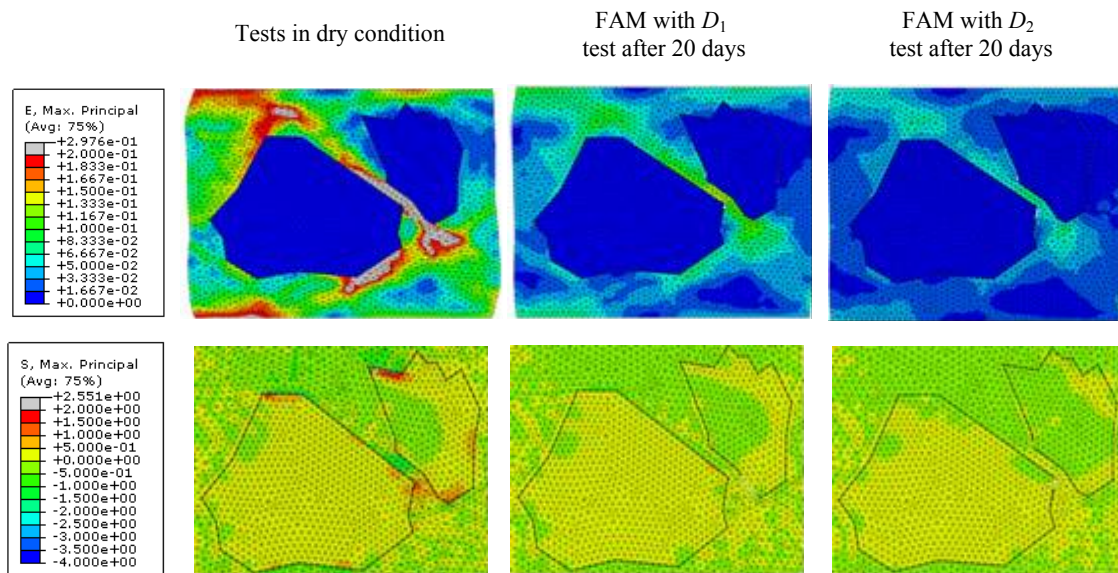 Tests in dry condition
FAM with D1
test after 20 days
FAM with D2
test after 20 days
E, Max. Principal
(Avg: 75%)
+2.976e-01
+2.000e-01
+1.833e-01
+1.667e-01
+1.500e-01
+1.333e-01
+1.167e-01
+1.000e-01
+8.333e-02
+6.667e-02
+5.000e-02
+3.333e-02
+1.667e-02
+0.000e+00
S, Max. Principal
(Avg: 75%)
+2.551e+00
+2.000e+00
+1.500e+00
+1.000e+00
+5.000e-01
+0.000e+00
-5.000e-01
-1.000e+00
-1.500e+00
-2.000e+00
-2.500e+00
-3.000e+00
-3.500e+00
-4.000e+00